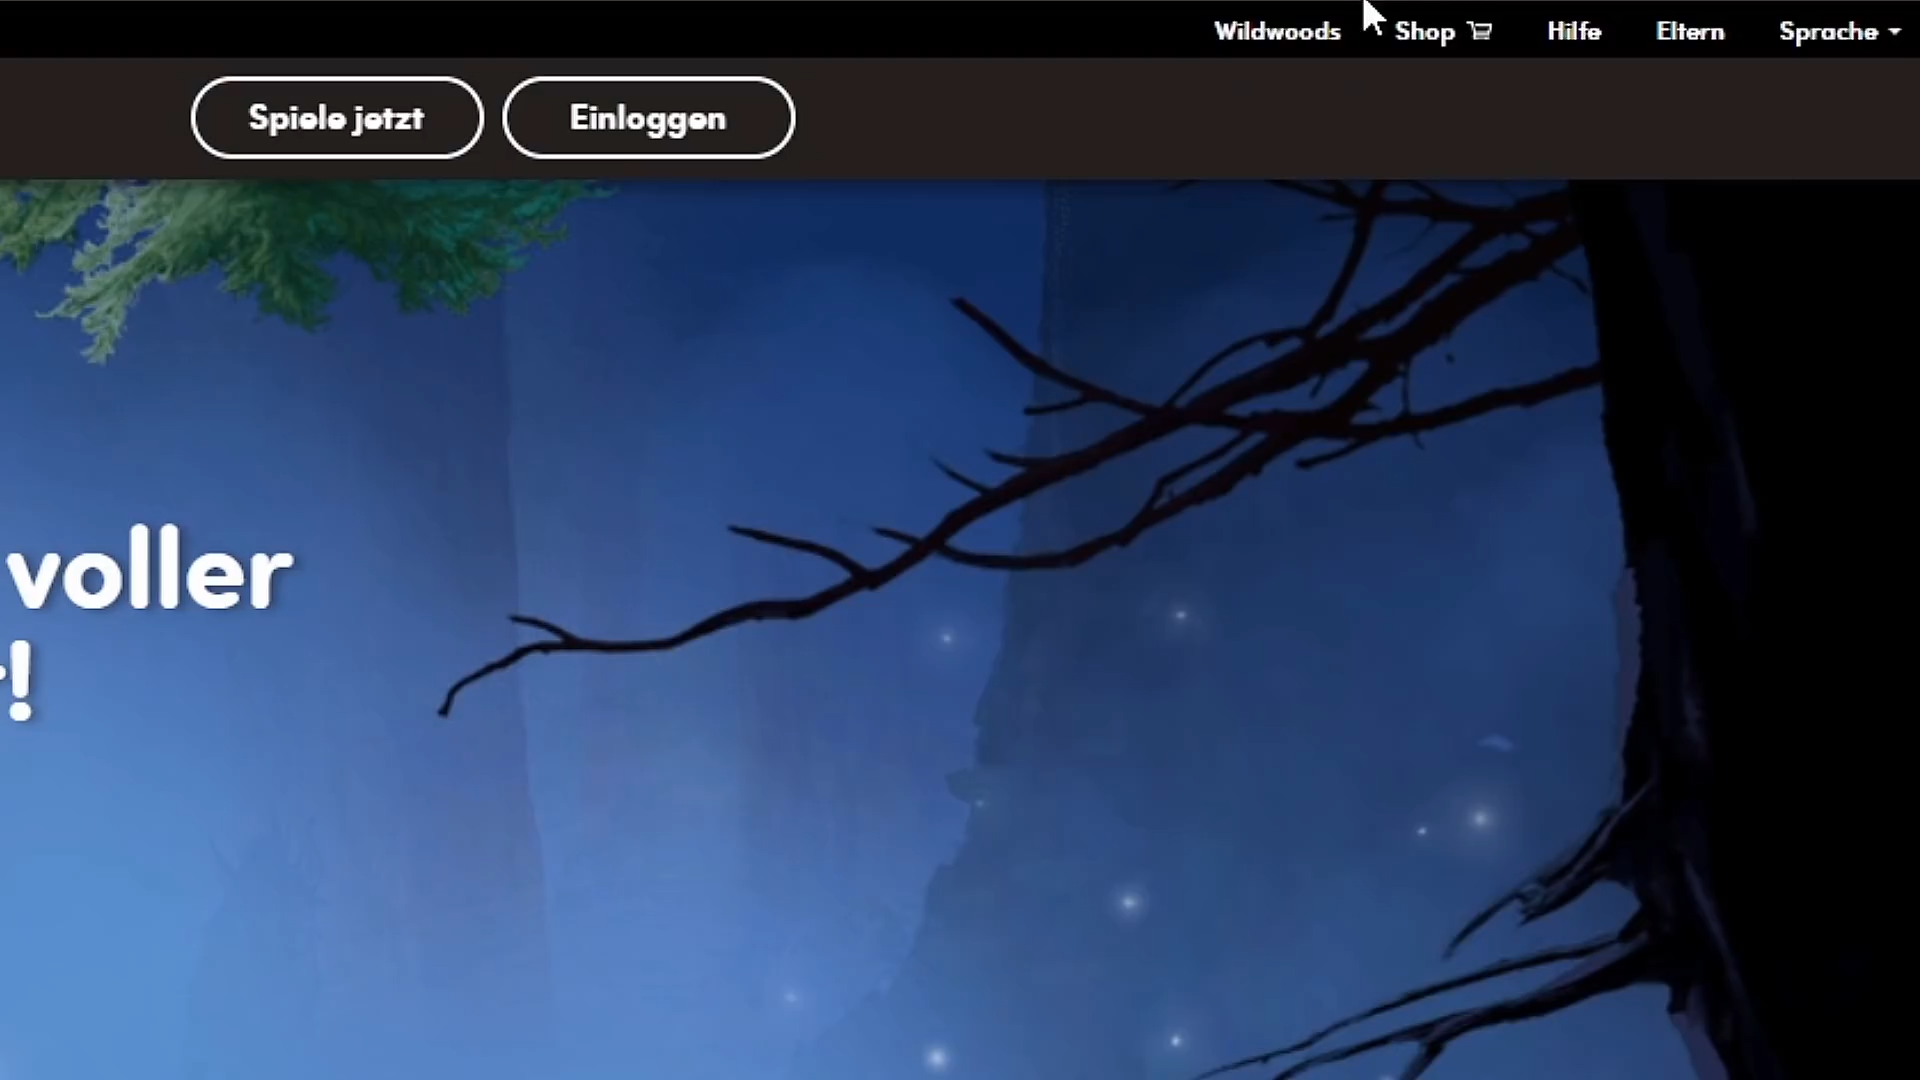 Wildwoods Shop Hilfe Eltern Sprache
Spiele jetzt Einloggen
voller
!